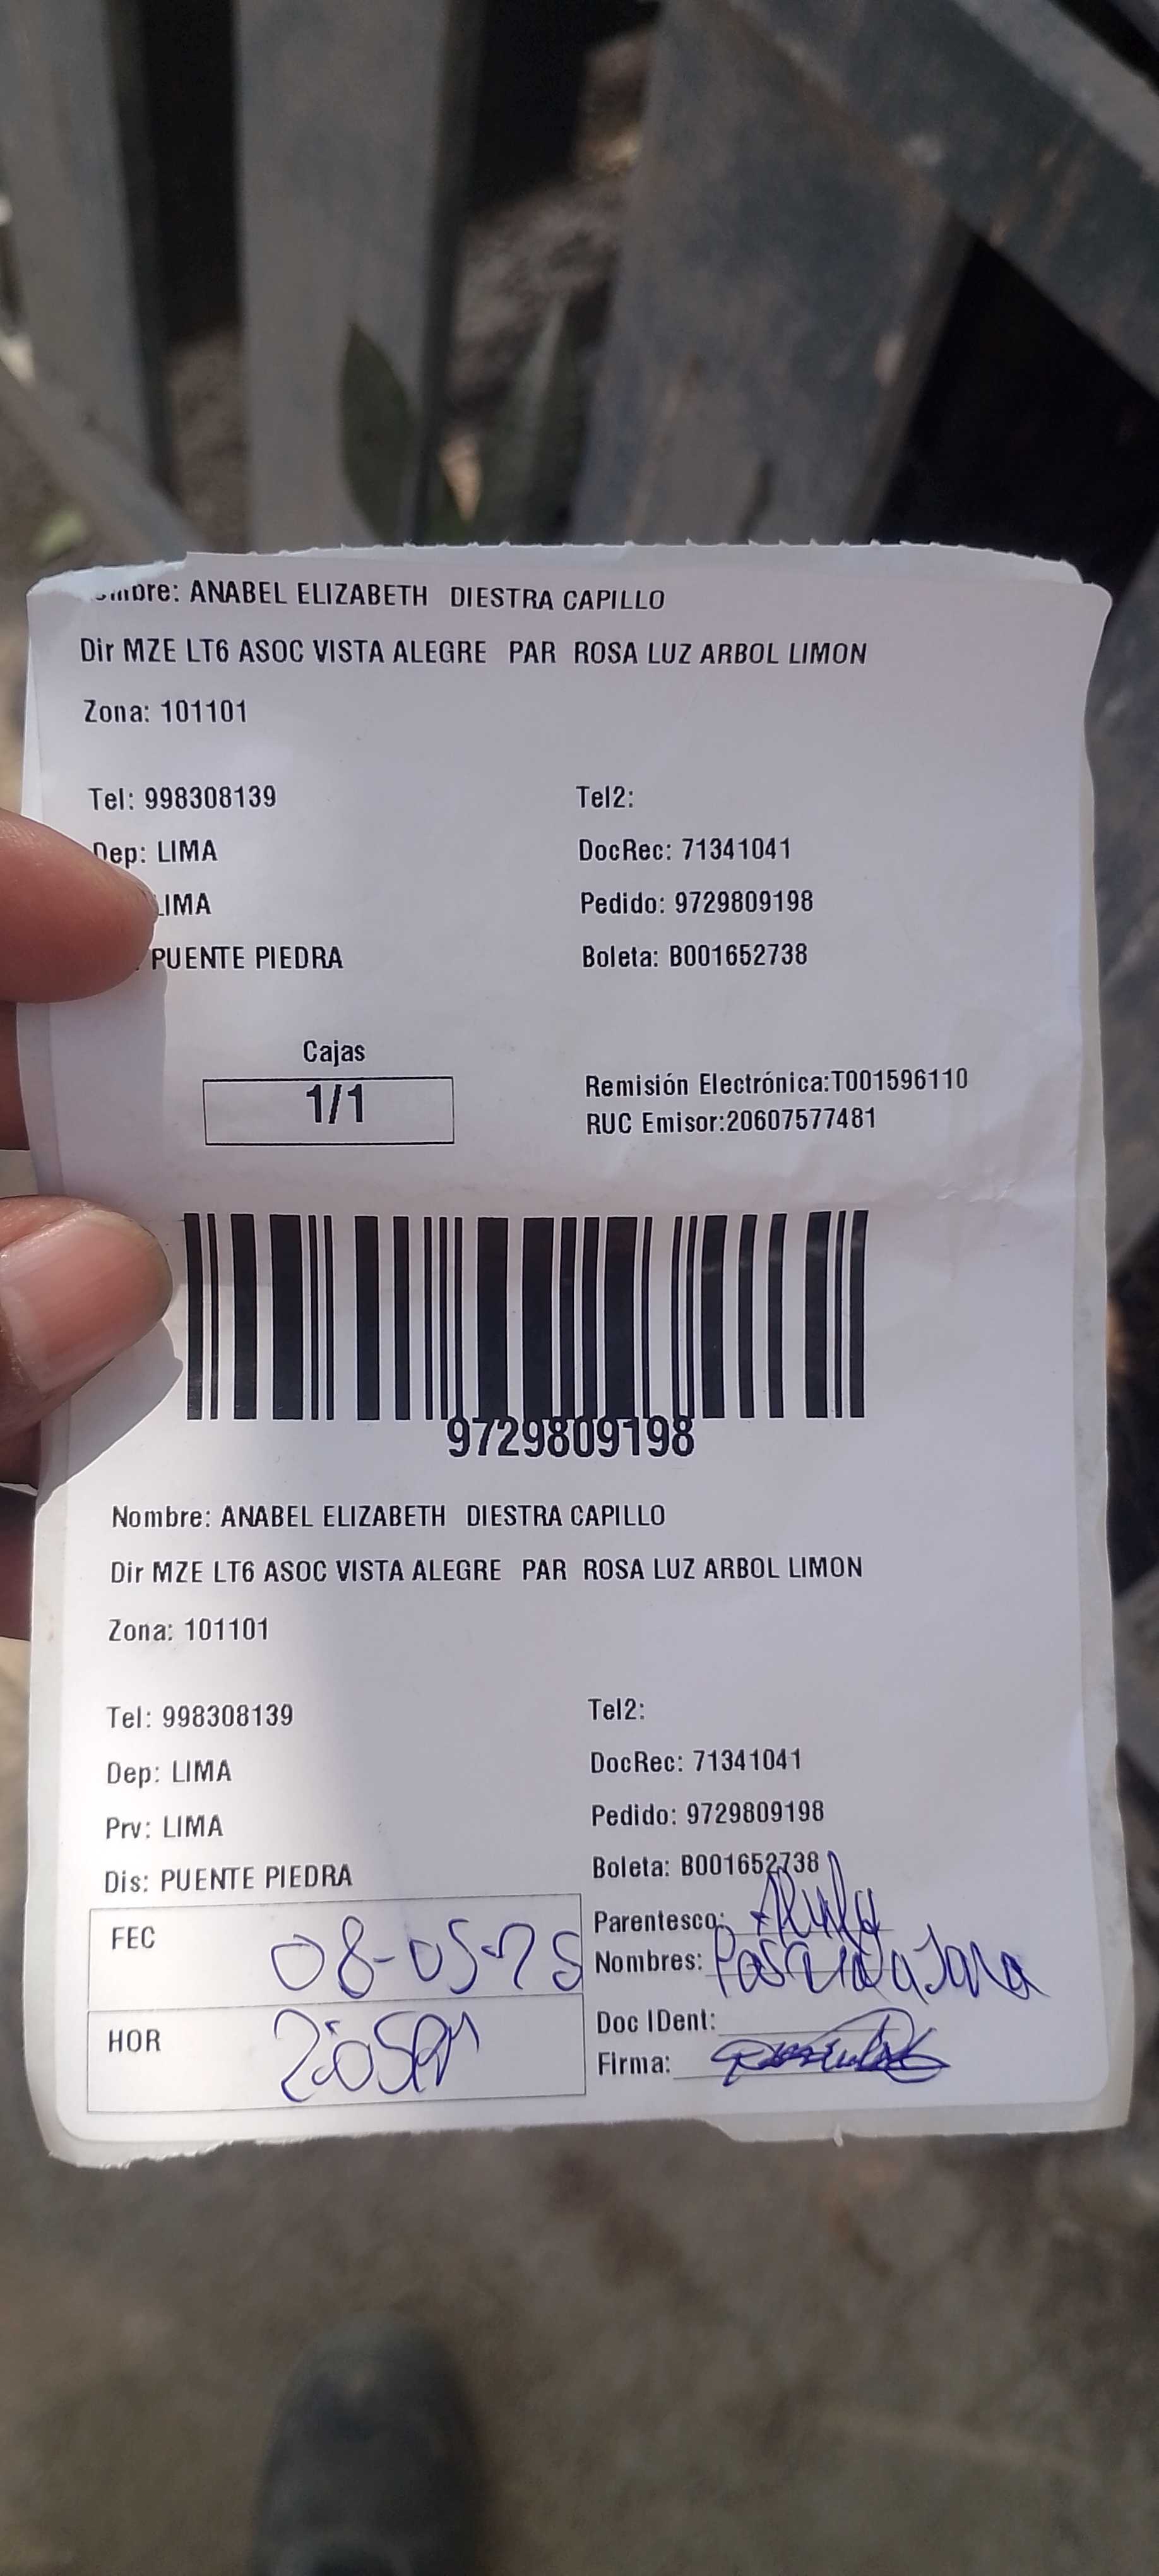 Nombre: ANABEL ELIZABETH DIESTRA CAPILLO
Dir MZE LT6 ASOC VISTA ALEGRE PAR ROSA LUZ ARBOL LIMON
Zona: 101101
Tel: 998308139 Tel2:
Dep: LIMA DocRec: 71341041
LIMA Pedido: 9729809198
PUENTE PIEDRA Boleta: B001652738
Cajas
1/1
Remisión Electrónica:T001596110
RUC Emisor:20607577481
9729809198
Nombre: ANABEL ELIZABETH DIESTRA CAPILLO
Dir MZE LT6 ASOC VISTA ALEGRE PAR ROSA LUZ ARBOL LIMON
Zona: 101101
Tel: 998308139 Tel2:
Dep: LIMA DocRec: 71341041
Prv: LIMA Pedido: 9729809198
Dis: PUENTE PIEDRA Boleta: B001652738
FEC 08-05-25 Parentesco:
Nombres: Jara
HOR Doc IDent:
Firma: